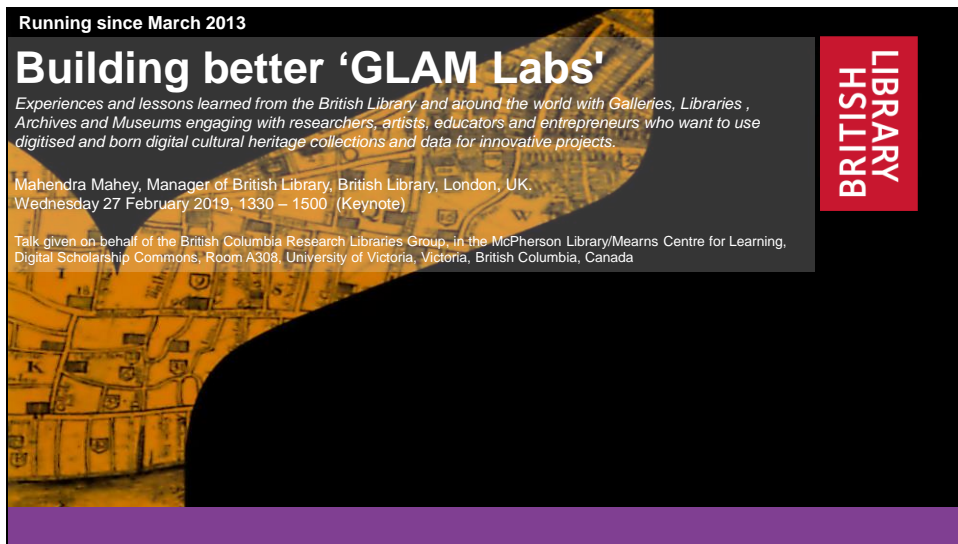 Running since March 2013
Building better ‘GLAM Labs'
Experiences and lessons learned from the British Library and around the world with Galleries, Libraries ,
Archives and Museums engaging with researchers, artists, educators and entrepreneurs who want to use
digitised and born digital cultural heritage collections and data for innovative projects.
Mahendra Mahey, Manager of British Library, British Library, London, UK.
Wednesday 27 February 2019, 1330 – 1500 (Keynote)
Talk given on behalf of the British Columbia Research Libraries Group, in the McPherson Library/Mearns Centre for Learning,
Digital Scholarship Commons, Room A308, University of Victoria, Victoria, British Columbia, Canada
BRITISH
LIBRARY
W
I
K